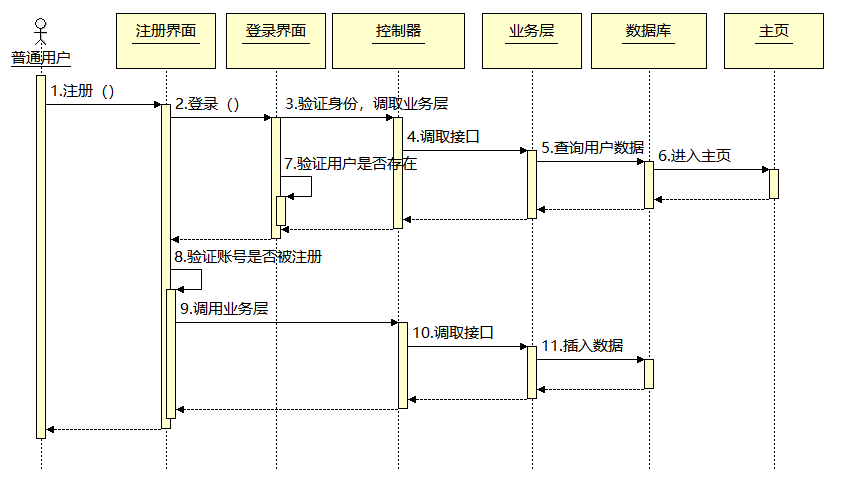 普通用户
注册界面
登录界面
控制器
业务层
数据库
主页
1.注册（）
2.登录（）
3.验证身份，调取业务层
4.调取接口
5.查询用户数据
6.进入主页
7.验证用户是否存在
8.验证账号是否被注册
9.调用业务层
10.调取接口
11.插入数据